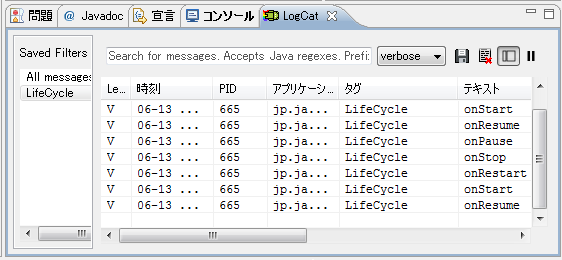 問題 @ Javadoc 宣言 コンソール LogCat
Saved Filters
Search for messages. Accepts Java regexes. Prefi: verbose
All messages
LifeCycle
Le... 時刻 PID アプリケーシ... タグ テキスト
V 06-13 ... 665 jp.ja... LifeCycle onStart
V 06-13 ... 665 jp.ja... LifeCycle onResume
V 06-13 ... 665 jp.ja... LifeCycle onPause
V 06-13 ... 665 jp.ja... LifeCycle onStop
V 06-13 ... 665 jp.ja... LifeCycle onRestart
V 06-13 ... 665 jp.ja... LifeCycle onStart
V 06-13 ... 665 jp.ja... LifeCycle onResume